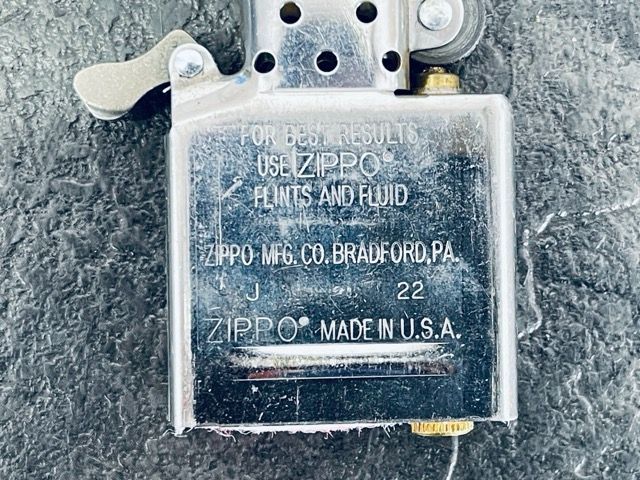 FOR BEST RESULTS
USE ZIPPO®
FLINTS AND FLUID
ZIPPO MFG. CO. BRADFORD, PA.
J 22
ZIPPO® MADE IN U.S.A.